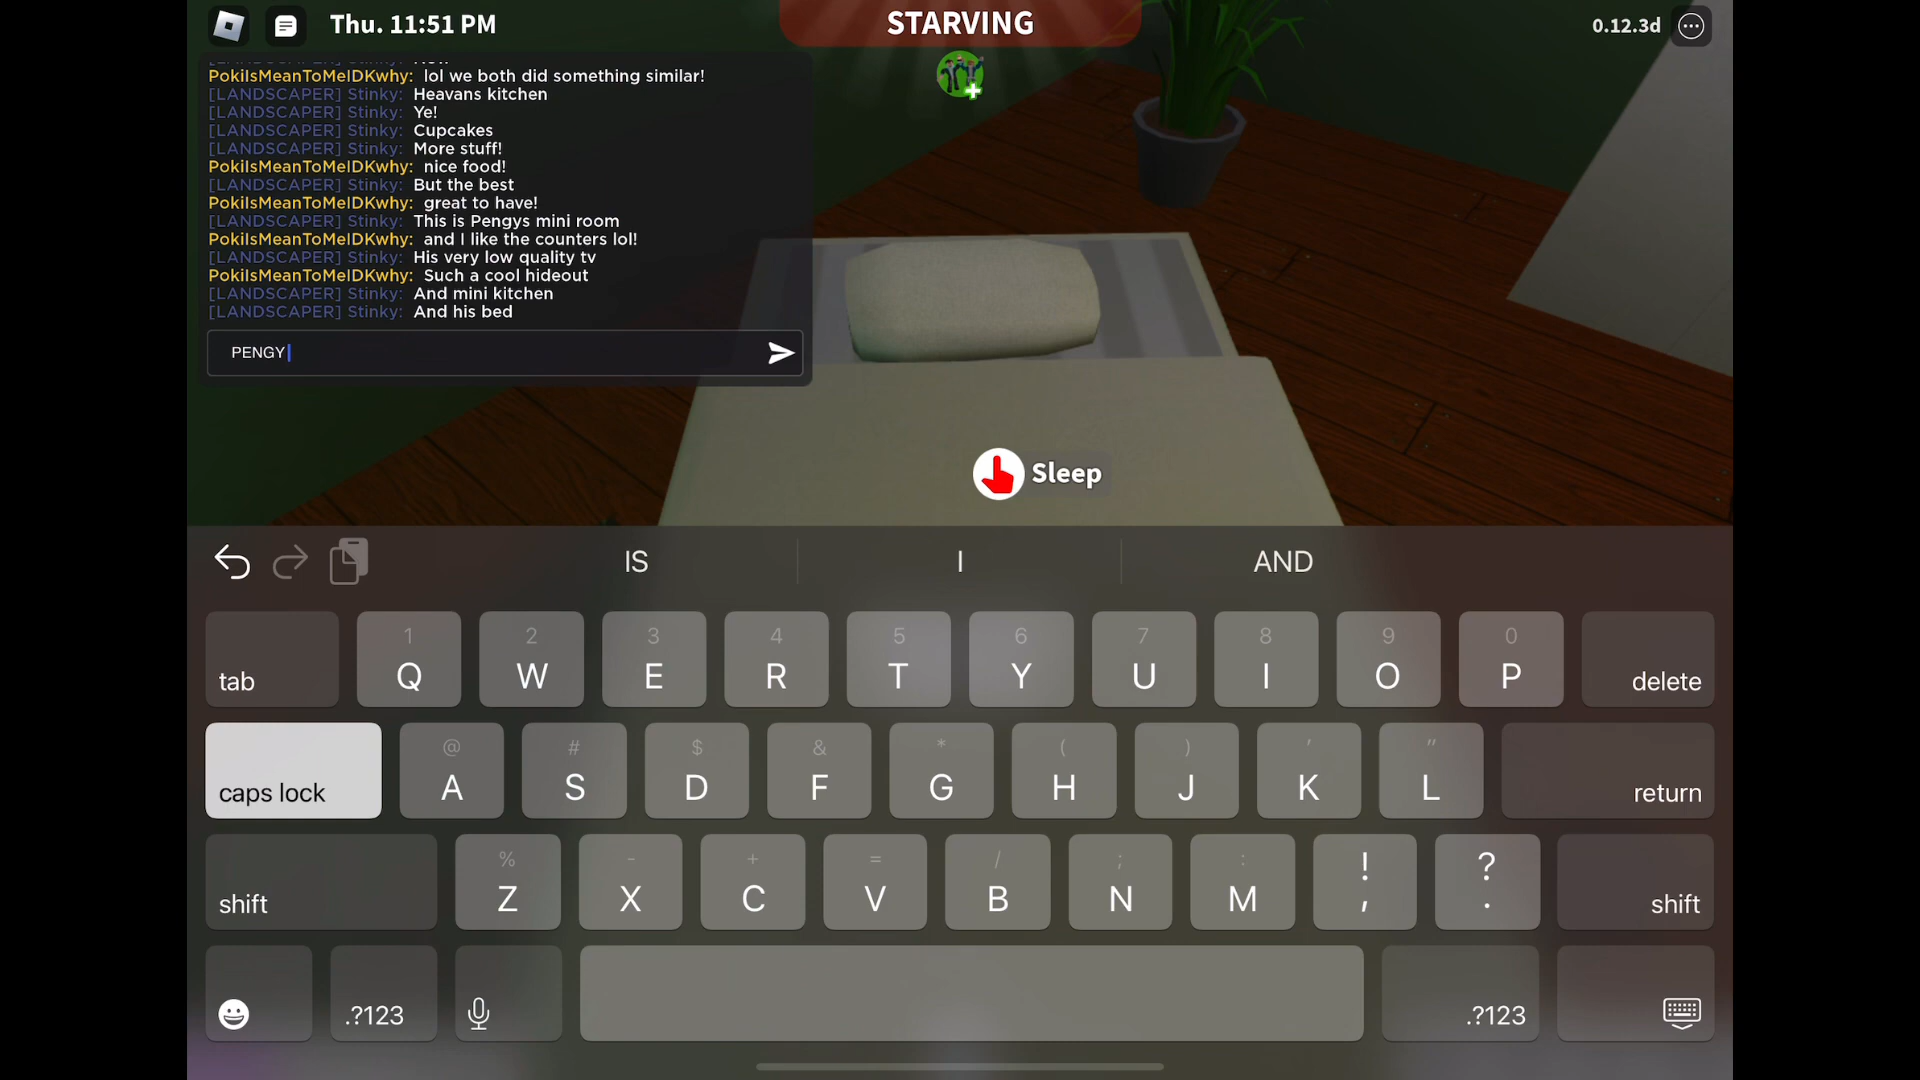 Thu. 11:51 PM
STARVING
0.12.3d
PokiIsMeanToMeIDKwhy: lol we both did something similar!
[LANDSCAPER] Stinky: Heavans kitchen
[LANDSCAPER] Stinky: Ye!
[LANDSCAPER] Stinky: Cupcakes
[LANDSCAPER] Stinky: More stuff!
PokiIsMeanToMeIDKwhy: nice food!
[LANDSCAPER] Stinky: But the best
PokiIsMeanToMeIDKwhy: great to have!
[LANDSCAPER] Stinky: This is Pengys mini room
PokiIsMeanToMeIDKwhy: and I like the counters lol!
[LANDSCAPER] Stinky: His very low quality tv
PokiIsMeanToMeIDKwhy: Such a cool hideout
[LANDSCAPER] Stinky: And mini kitchen
[LANDSCAPER] Stinky: And his bed
PENGY
Sleep
IS I AND
1 2 3 4 5 6 7 8 9 0
tab Q W E R T Y U I O P delete
@ # $ & * ( ) ' "
caps lock A S D F G H J K L return
% - + = / ; : ! ?
shift Z X C V B N M , . shift
.?123 .?123